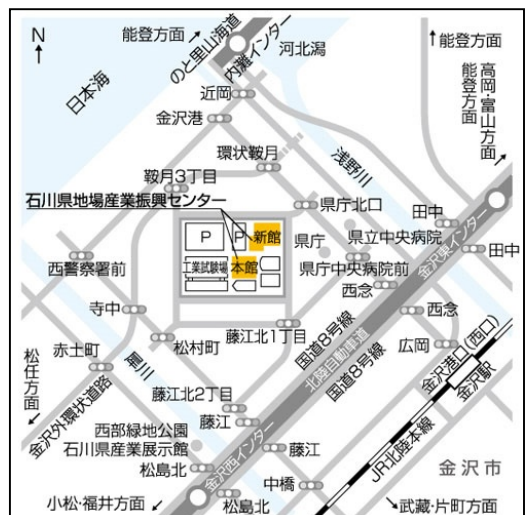 N
能登方面
のと里山海道
内灘インター
河北潟
能登方面
日本海
近岡
高岡・富山方面
能登方面
金沢港
環状鞍月
浅野川
鞍月3丁目
石川県地場産業振興センター
県庁北口
田中
P
P
新館
県庁
県立中央病院
金沢東インター
田中
西警察署前
工業試験場
本館
県庁中央病院前
西念
寺中
西念
藤江北1丁目
国道8号線
北陸自動車道
国道8号線
広岡
赤土町
松村町
松任方面
犀川
金沢港口(西口)
金沢駅
金沢外環状道路
藤江北2丁目
藤江
JR北陸本線
西部緑地公園
石川県産業展示館
藤江
金沢西インター
松島北
金沢市
中橋
小松・福井方面
松島北
武蔵・片町方面